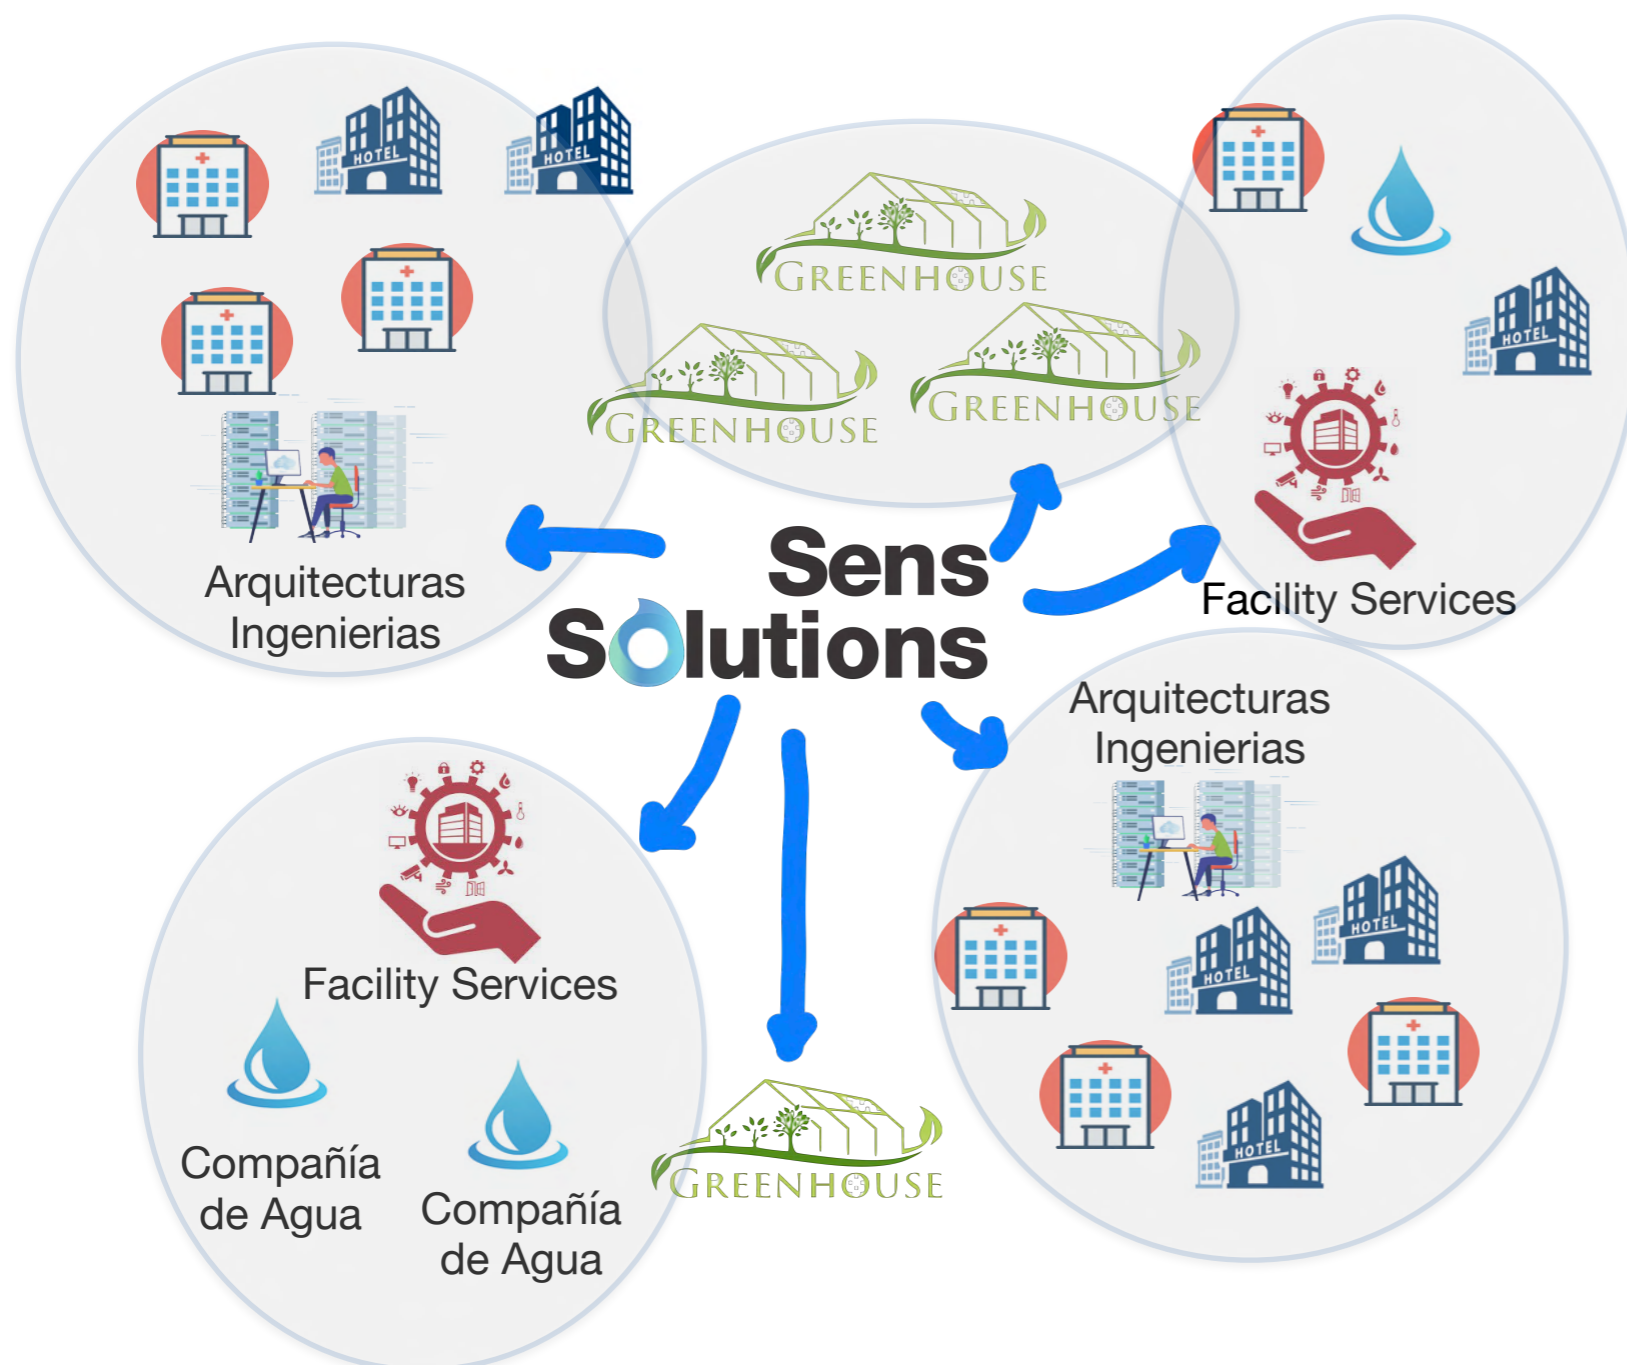 HOTEL
HOTEL
Arquitecturas
Ingenierias
GREENHOUSE
GREENHOUSE
GREENHOUSE
HOTEL
Facility Services
Sens
Solutions
Facility Services
Compañía
de Agua
Compañía
de Agua
GREENHOUSE
Arquitecturas
Ingenierias
HOTEL
HOTEL
HOTEL